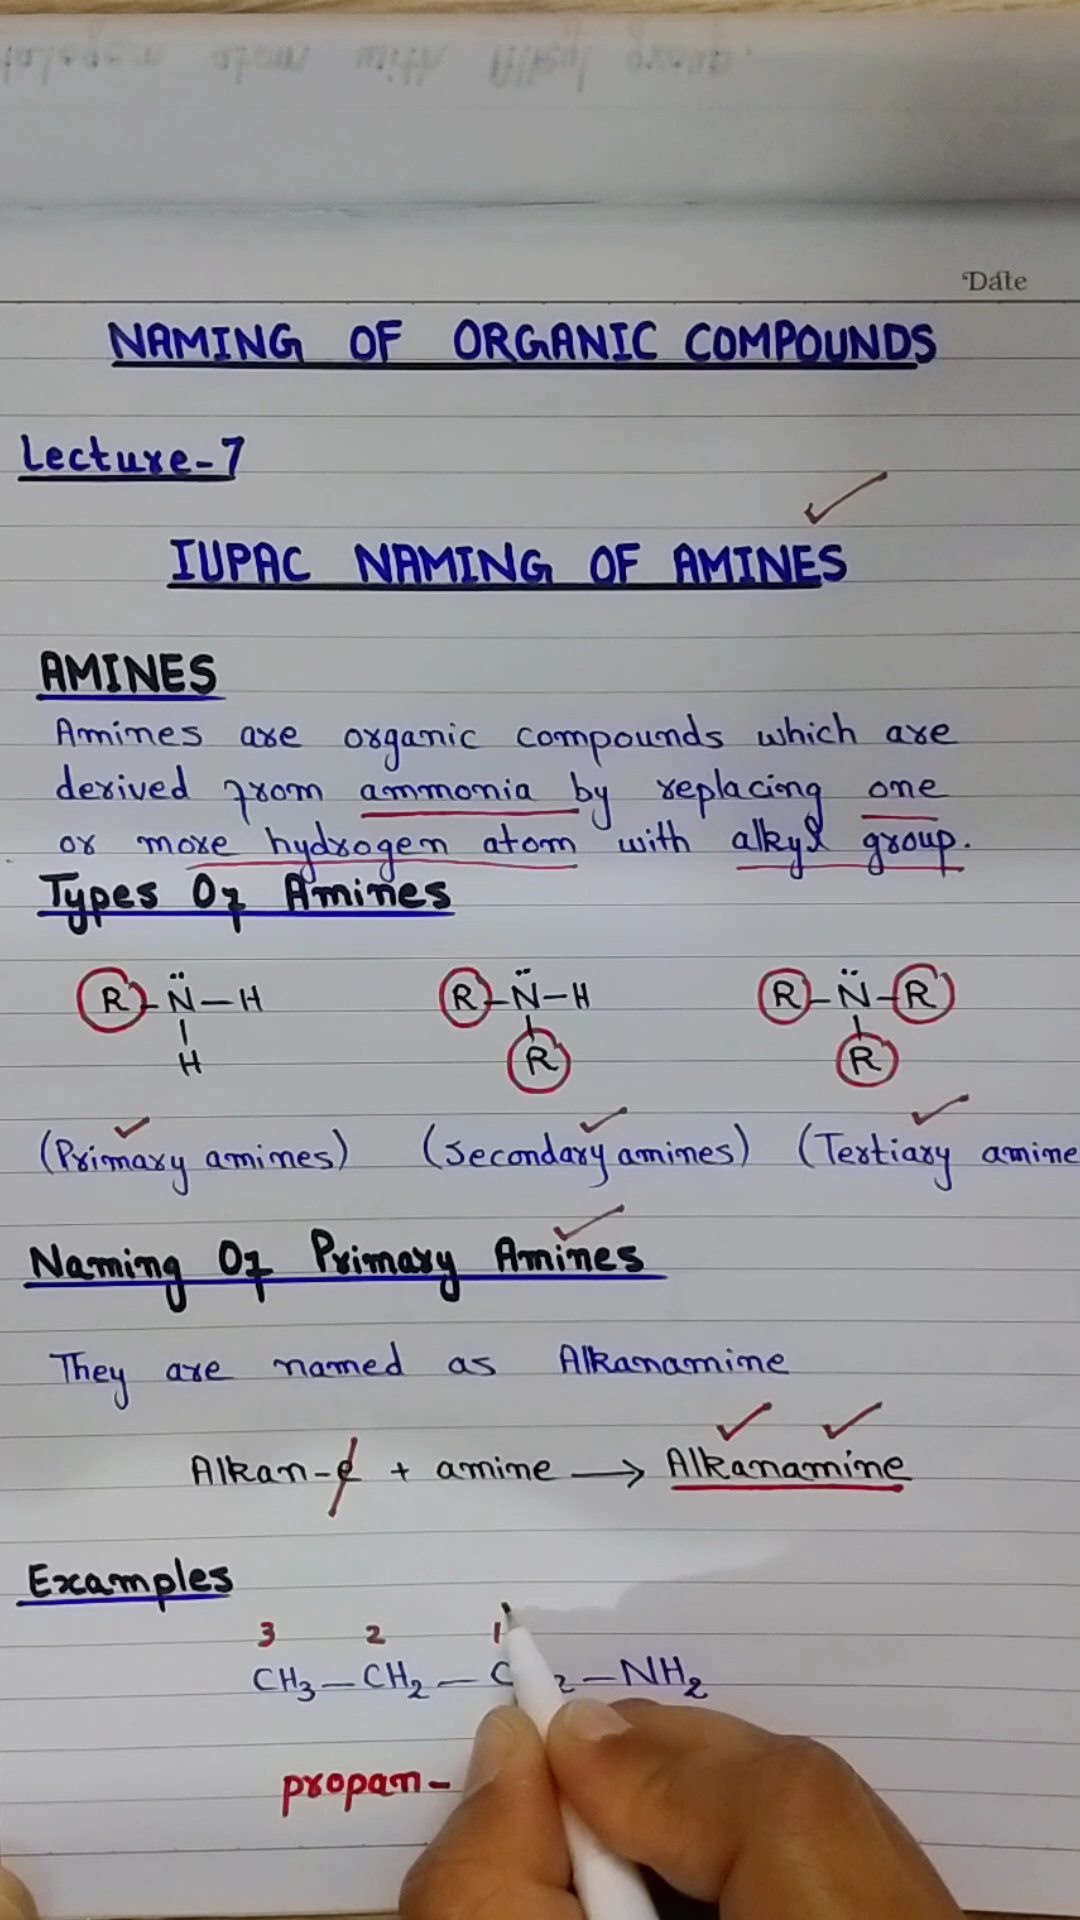 Date
NAMING OF ORGANIC COMPOUNDS
Lecture-7
IUPAC NAMING OF AMINES
AMINES
Amines are organic compounds which are
derived from ammonia by replacing one
or more hydrogen atom with alkyl group.
Types Of Amines
R-N̈-H R-N̈-H R-N̈-R
H R R
(Primary amines) (Secondary amines) (Tertiary amine
Naming Of Primary Amines
They are named as Alkanamine
Alkan-e + amine → Alkanamine
Examples
3 2 1
CH₃-CH₂-C 2-NH₂
propan-